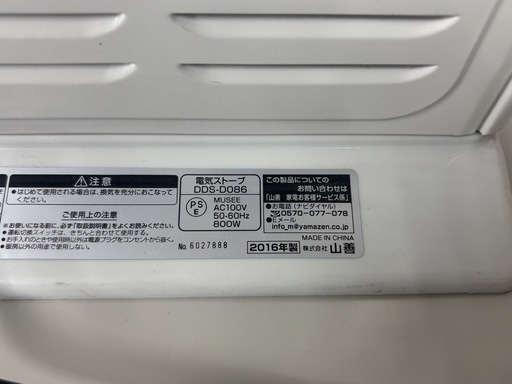 ⚠注意
●はじめて使用される場合は、換気を充分におこなって
ください。
ご使用上の注意
※お使いになる前に、必ず「取扱説明書」をよくお読みください。
●運転切換スイッチは、きちんと合わせて使用する。
●お手入れのときや使用時以外は電源プラグをコンセントから抜く。
●暖房以外の用途で使用しない。
電気ストーブ
DDS-D086
PS
E
MUSEE
AC100V
50-60Hz
800W
No. 6027888
2016年製
この製品についての
お問い合わせは
「山善 家電お客様サービス係」
●お電話(ナビダイヤル)
0570-077-078
●Eメール
info_m@yamazen.co.jp
MADE IN CHINA
株式会社 山善